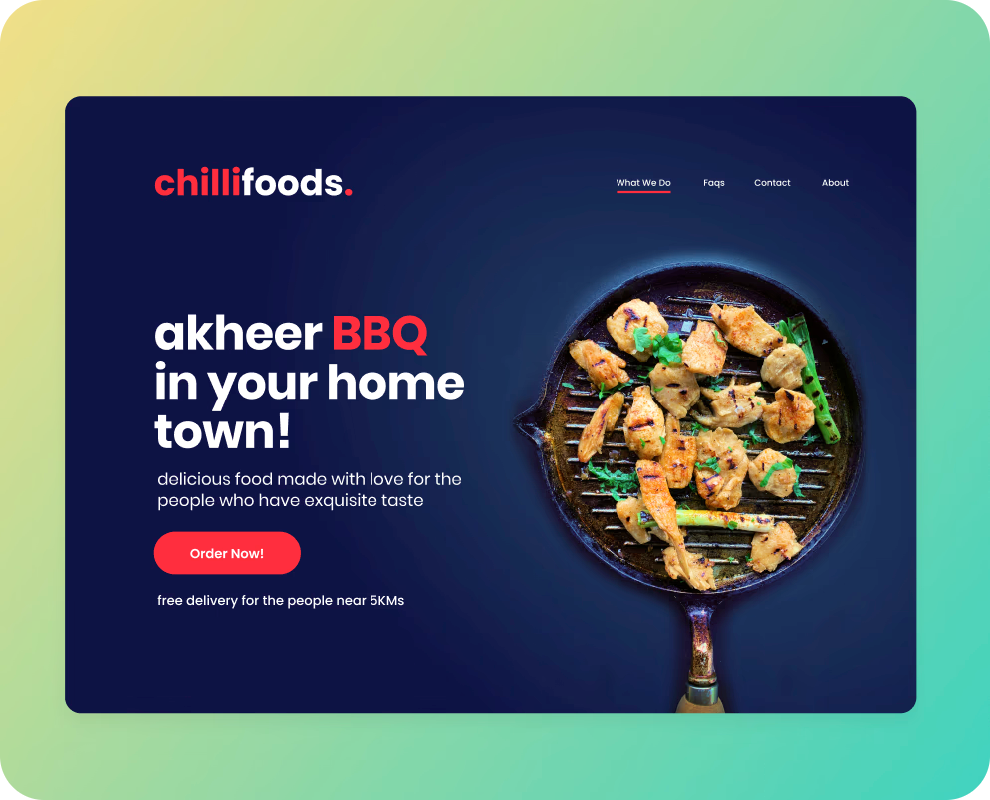 chillifoods.
What We Do Faqs Contact About
akheer BBQ
in your home
town!
delicious food made with love for the
people who have exquisite taste
Order Now!
free delivery for the people near 5KMs